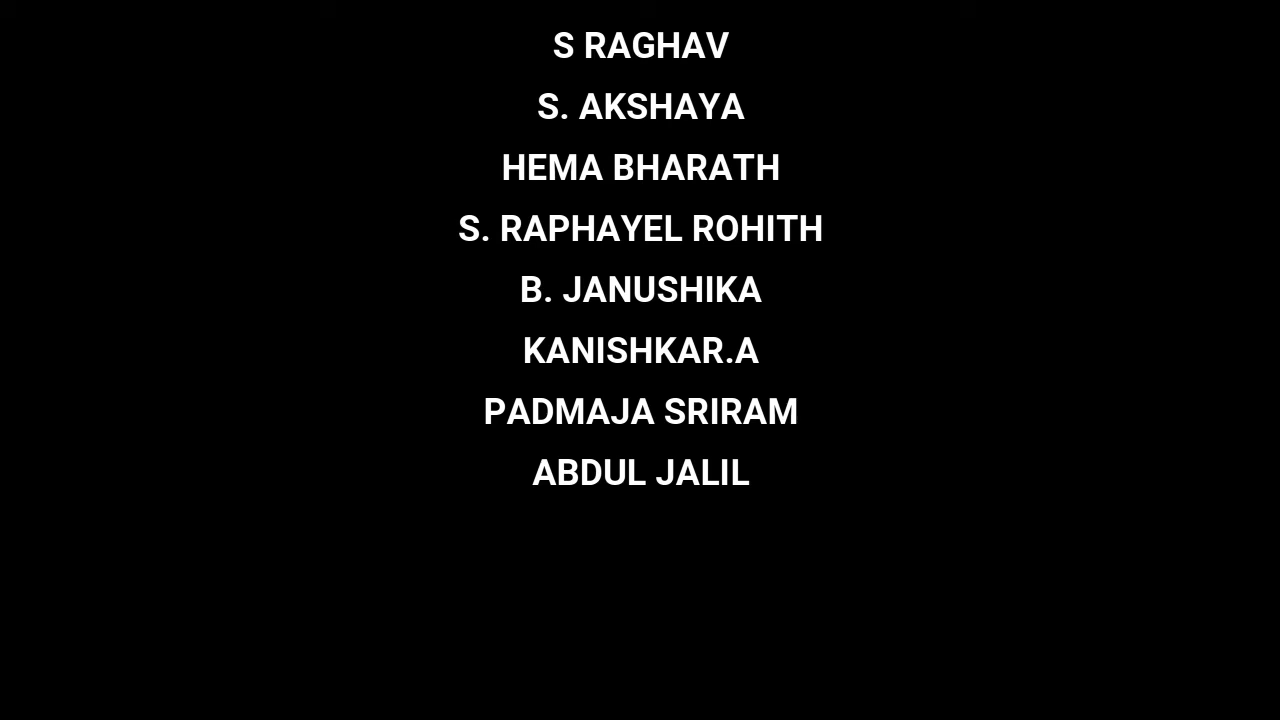 S RAGHAV
S. AKSHAYA
HEMA BHARATH
S. RAPHAYEL ROHITH
B. JANUSHIKA
KANISHKAR.A
PADMAJA SRIRAM
ABDUL JALIL